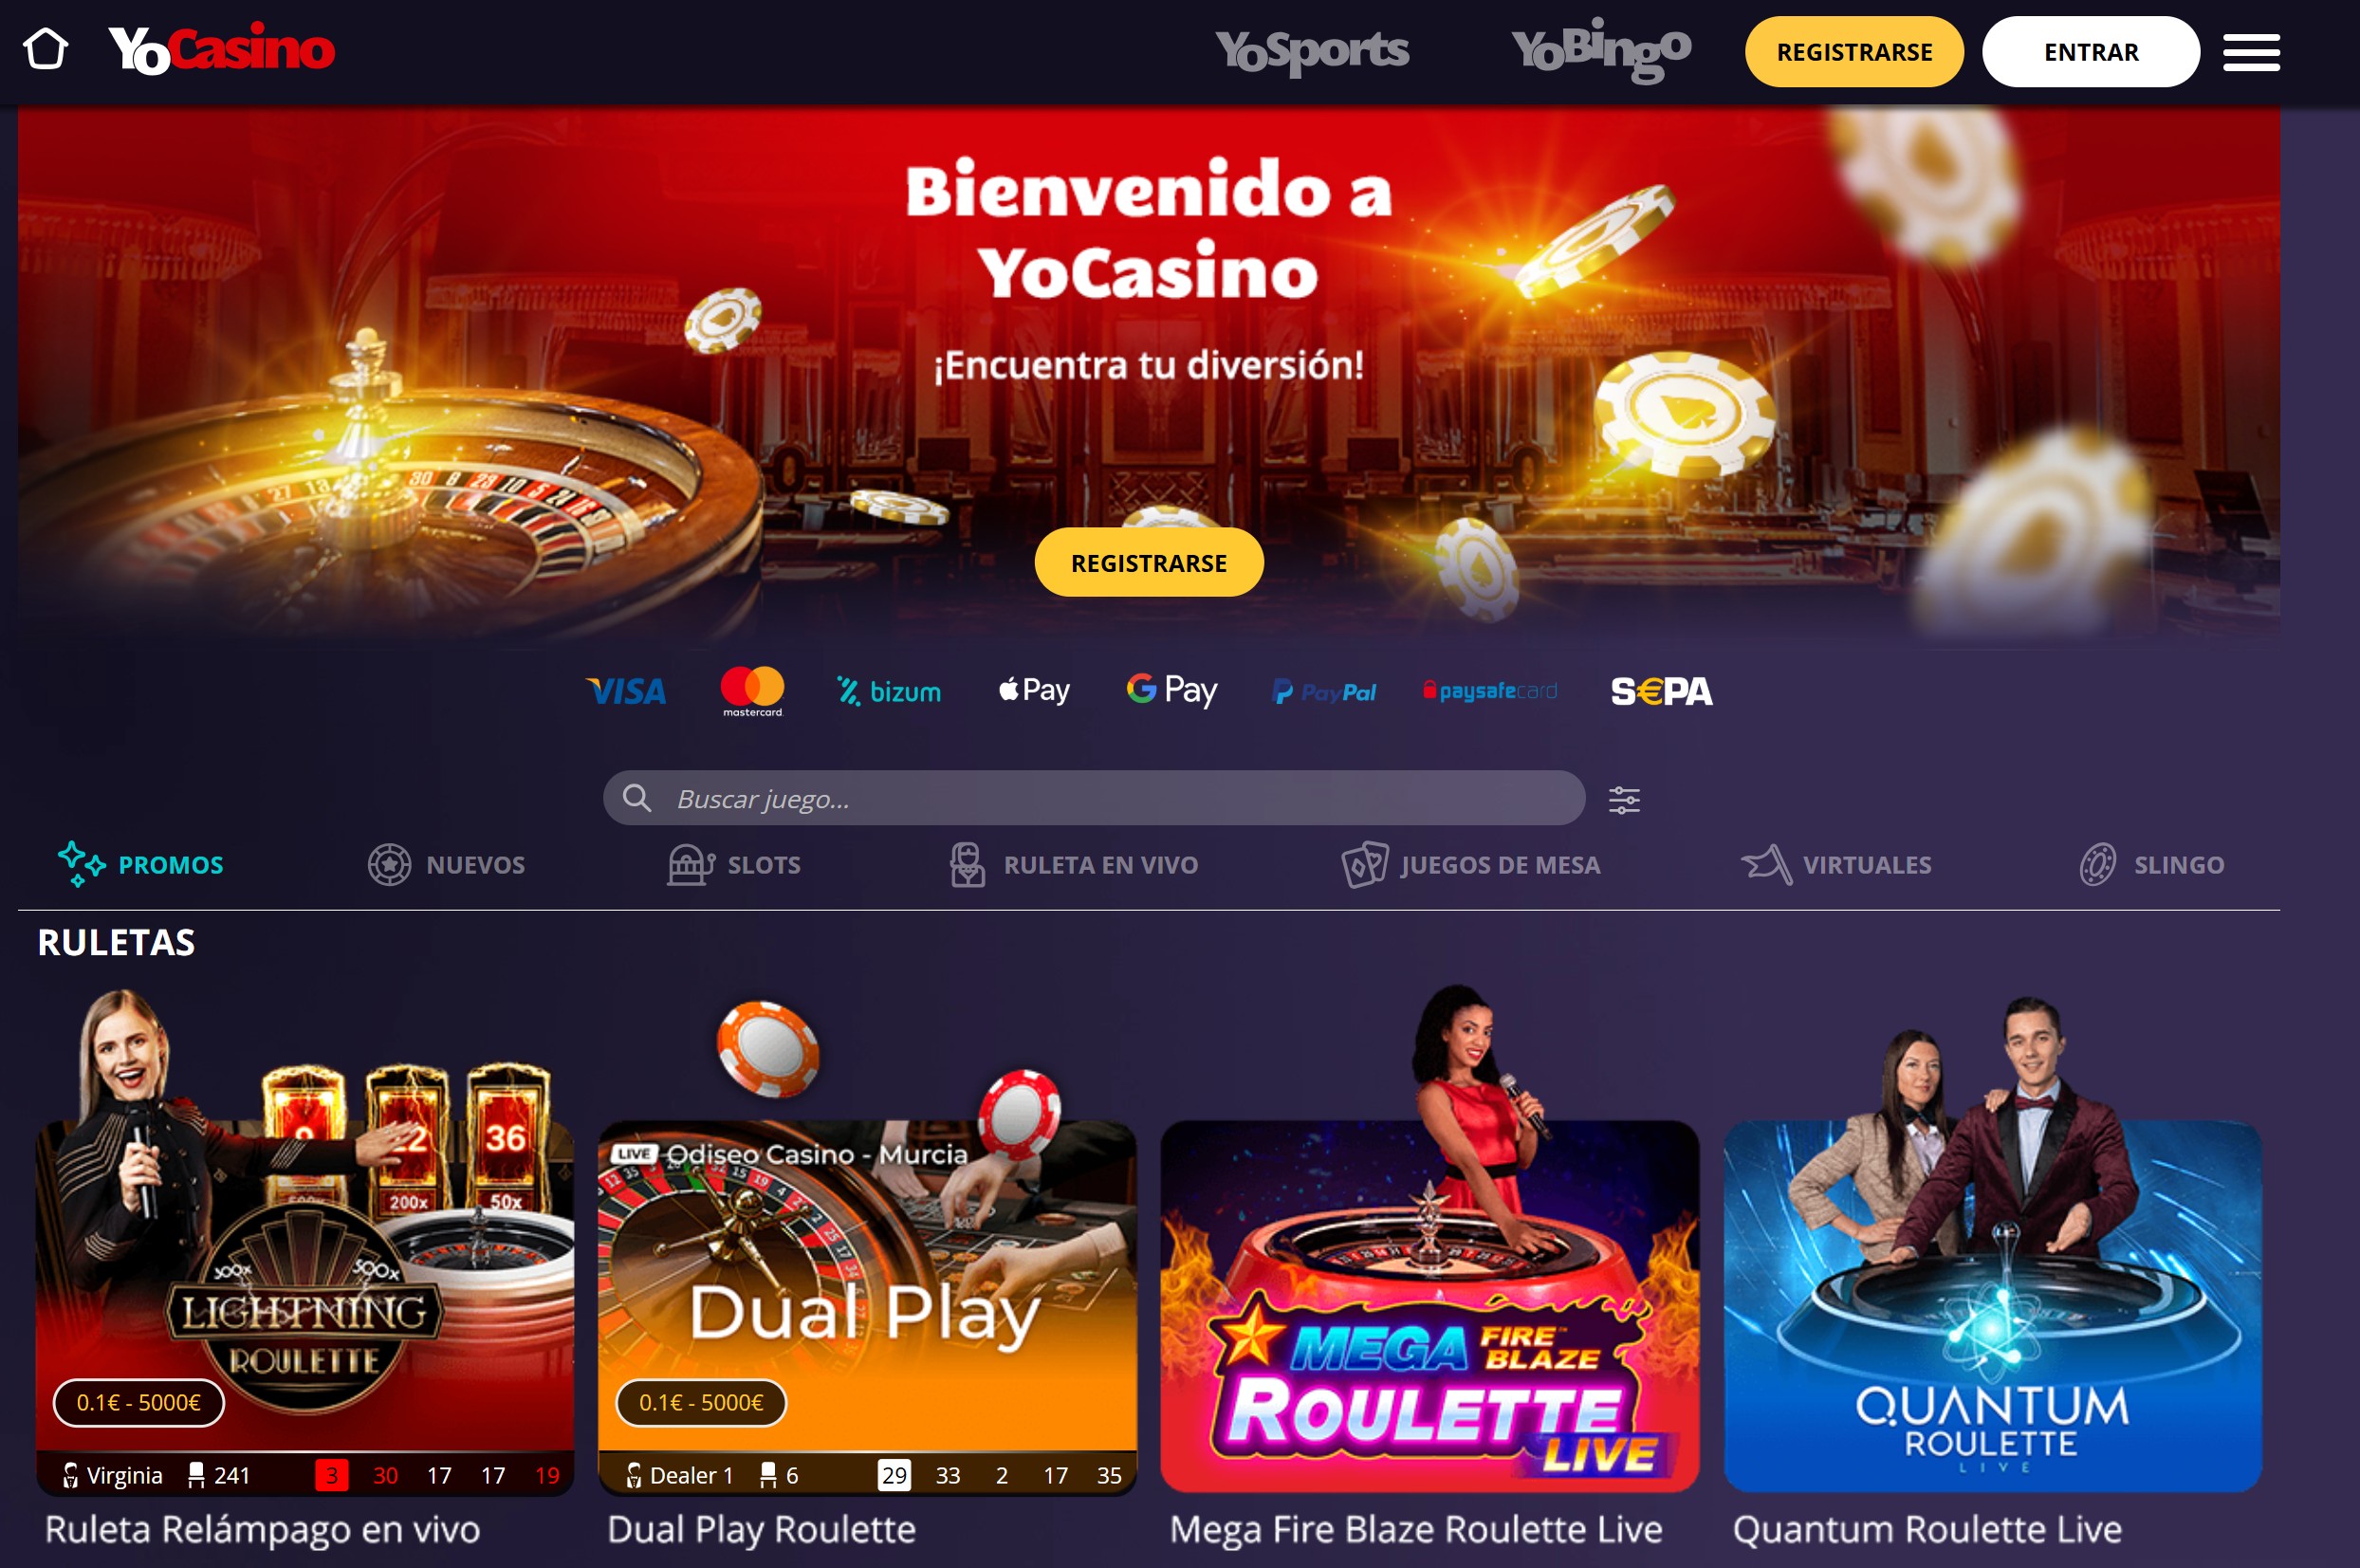 YoCasino
YoSports
YoBingo
REGISTRARSE
ENTRAR
Bienvenido a
YoCasino
¡Encuentra tu diversión!
REGISTRARSE
VISA
mastercard
bizum
Pay
G Pay
PayPal
paysafecard
S€PA
Buscar juego...
PROMOS
NUEVOS
SLOTS
RULETA EN VIVO
JUEGOS DE MESA
VIRTUALES
SLINGO
RULETAS
36
200x
50x
500x
500x
LIGHTNING
ROULETTE
0.1€ - 5000€
Virginia 241 3 30 17 17 19
Ruleta Relámpago en vivo
LIVE Odiseo Casino - Murcia
Dual Play
0.1€ - 5000€
Dealer 1 6 29 33 2 17 35
Dual Play Roulette
MEGA FIRE
BLAZE
ROULETTE
LIVE
Mega Fire Blaze Roulette Live
QUANTUM
ROULETTE
LIVE
Quantum Roulette Live